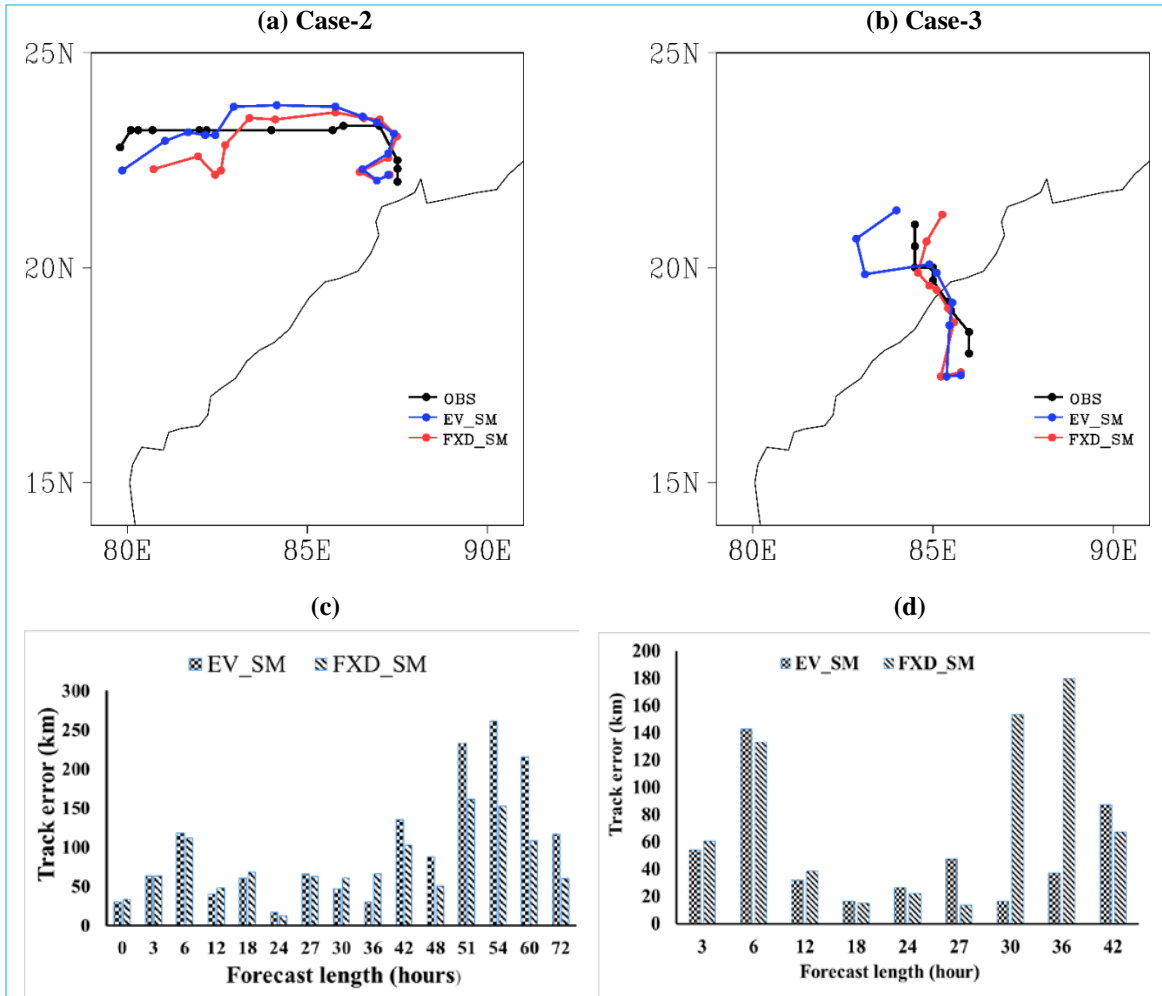 (a) Case-2
(b) Case-3
25N
20N
15N
80E 85E 90E
OBS
EV_SM
FXD_SM
25N
20N
15N
80E 85E 90E
OBS
EV_SM
FXD_SM
(c)
(d)
EV_SM FXD_SM
Track error (km)
300
250
200
150
100
50
0
0 3 6 12 18 24 27 30 36 42 48 51 54 60 72
Forecast length (hours)
EV_SM FXD_SM
Track error (km)
200
180
160
140
120
100
80
60
40
20
0
3 6 12 18 24 27 30 36 42
Forecast length (hour)